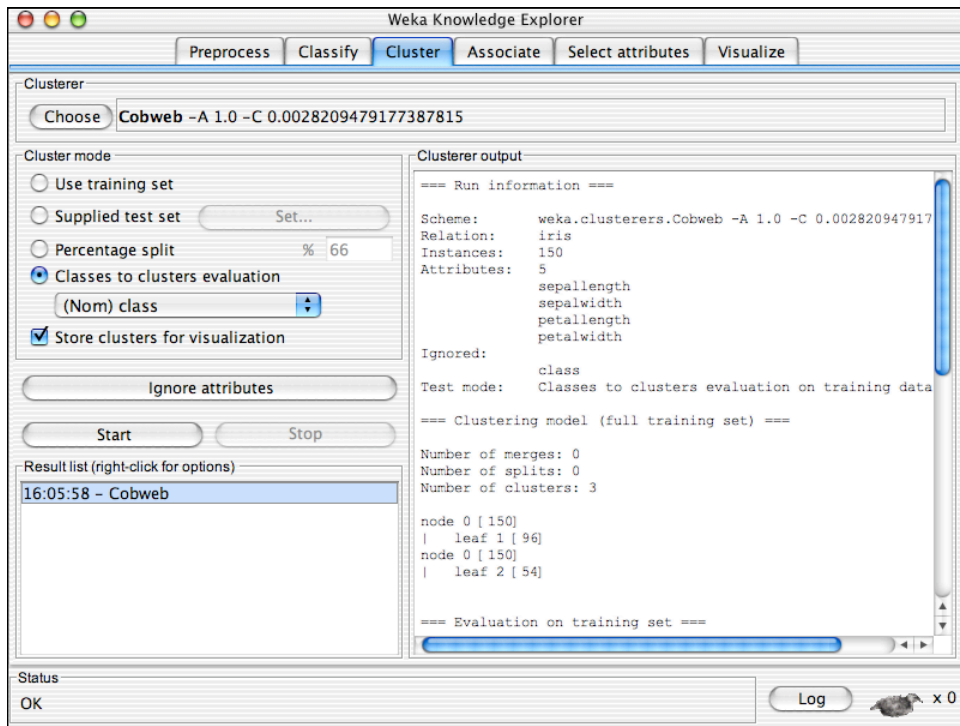 Weka Knowledge Explorer
Preprocess Classify Cluster Associate Select attributes Visualize
Clusterer
Choose Cobweb -A 1.0 -C 0.0028209479177387815
Cluster mode
Use training set
Supplied test set Set...
Percentage split % 66
Classes to clusters evaluation
(Nom) class
Store clusters for visualization
Ignore attributes
Start Stop
Result list (right-click for options)
16:05:58 – Cobweb
Clusterer output
=== Run information ===
Scheme: weka.clusterers.Cobweb -A 1.0 -C 0.002820947917
Relation: iris
Instances: 150
Attributes: 5
sepallength
sepalwidth
petallength
petalwidth
Ignored:
class
Test mode: Classes to clusters evaluation on training data
=== Clustering model (full training set) ===
Number of merges: 0
Number of splits: 0
Number of clusters: 3
node 0 [150]
| leaf 1 [96]
node 0 [150]
| leaf 2 [54]
=== Evaluation on training set ===
Status
OK
Log x 0